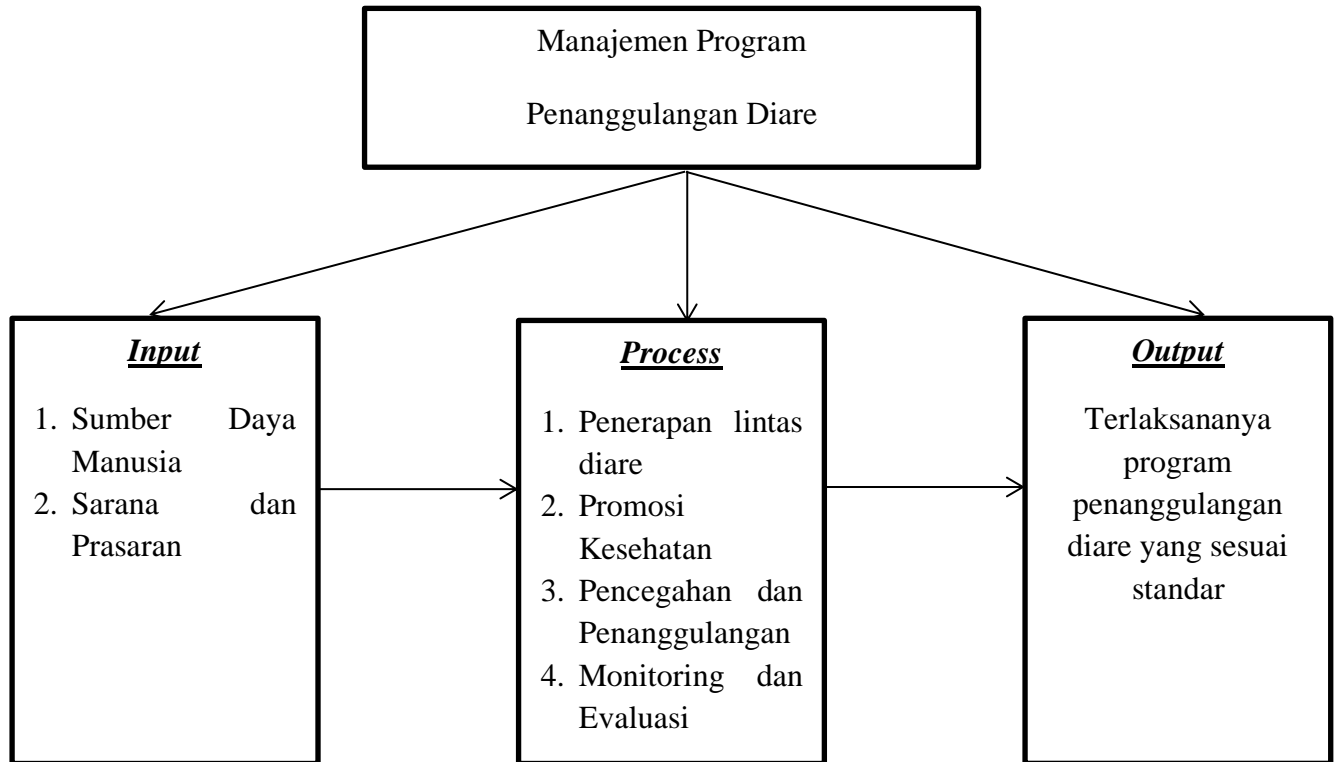 Manajemen Program
Penanggulangan Diare
Input
1. Sumber Daya
Manusia
2. Sarana dan
Prasaran
Process
1. Penerapan lintas
diare
2. Promosi
Kesehatan
3. Pencegahan dan
Penanggulangan
4. Monitoring dan
Evaluasi
Output
Terlaksananya
program
penanggulangan
diare yang sesuai
standar